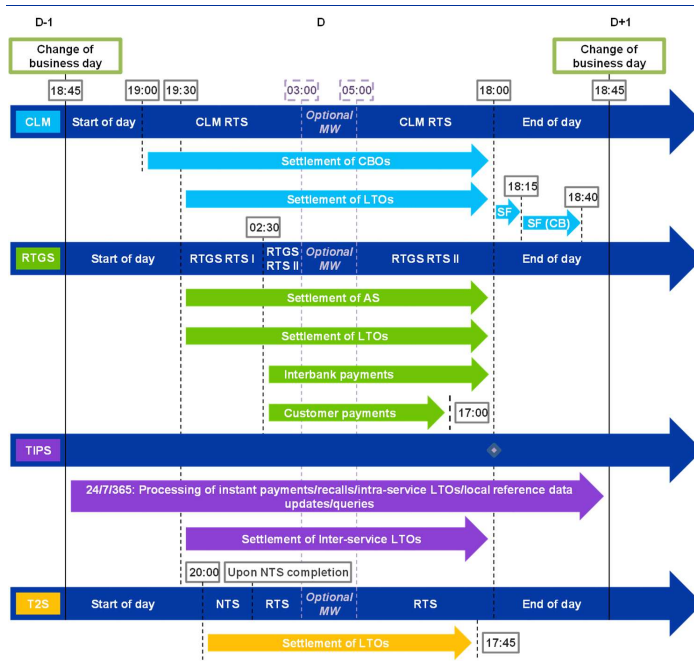 D-1 D D+1
Change of
business day
Change of
business day
18:45 19:00 19:30 03:00 05:00 18:00 18:45
CLM Start of day CLM RTS Optional
MW CLM RTS End of day
Settlement of CBOs
18:15
Settlement of LTOs
SF
18:40
SF (CB)
02:30
RTGS Start of day RTGS RTS I RTGS
RTS II Optional
MW RTGS RTS II End of day
Settlement of AS
Settlement of LTOs
Interbank payments
Customer payments 17:00
TIPS
24/7/365: Processing of instant payments/recalls/intra-service LTOs/local reference data
updates/queries
Settlement of Inter-service LTOs
20:00 Upon NTS completion
T2S Start of day NTS RTS Optional
MW RTS End of day
Settlement of LTOs 17:45